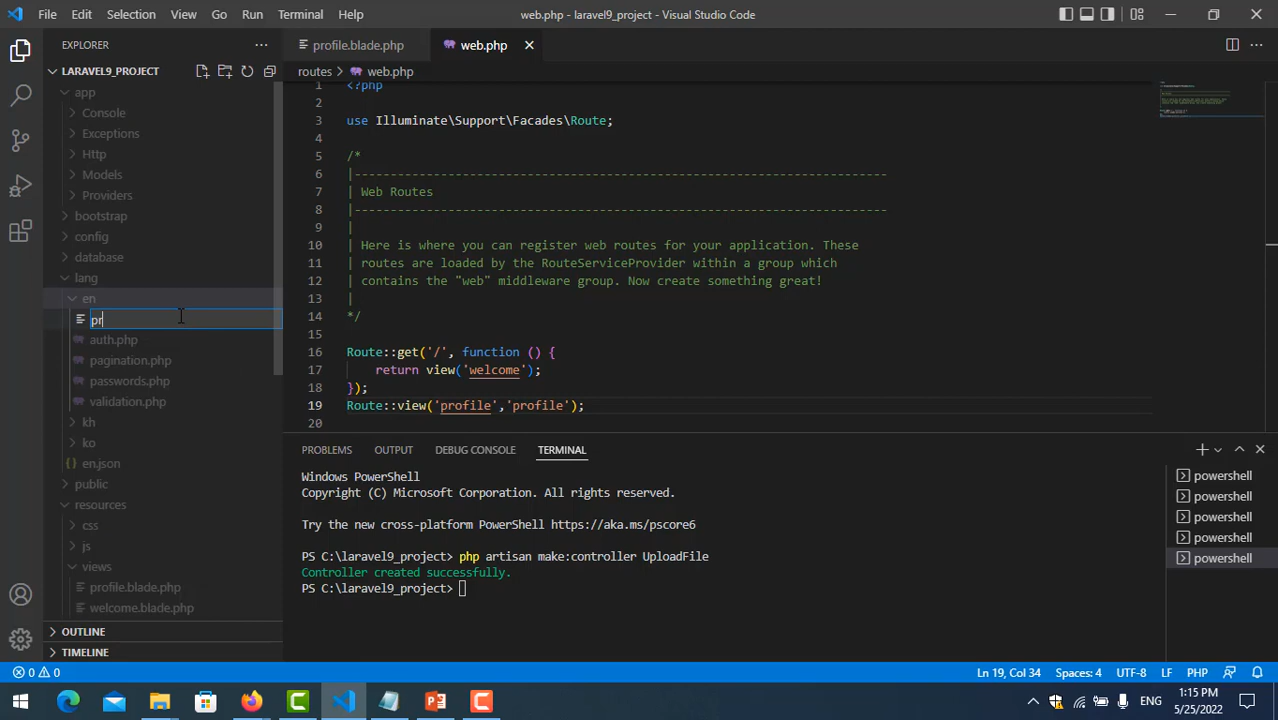 File Edit Selection View Go Run Terminal Help
web.php - laravel9_project - Visual Studio Code
EXPLORER
LARAVEL9_PROJECT
app
Console
Exceptions
Http
Models
Providers
bootstrap
config
database
lang
en
pr
auth.php
pagination.php
passwords.php
validation.php
kh
ko
en.json
public
resources
css
js
views
profile.blade.php
welcome.blade.php
OUTLINE
TIMELINE
profile.blade.php web.php
routes > web.php
1 <?php
2
3 use Illuminate\Support\Facades\Route;
4
5 /*
6 |--------------------------------------------------------------------------
7 | Web Routes
8 |--------------------------------------------------------------------------
9 |
10 | Here is where you can register web routes for your application. These
11 | routes are loaded by the RouteServiceProvider within a group which
12 | contains the "web" middleware group. Now create something great!
13 |
14 */
15
16 Route::get('/', function () {
17 return view('welcome');
18 });
19 Route::view('profile','profile');
20
PROBLEMS OUTPUT DEBUG CONSOLE TERMINAL
Windows PowerShell
Copyright (C) Microsoft Corporation. All rights reserved.
Try the new cross-platform PowerShell https://aka.ms/pscore6
PS C:\laravel9_project> php artisan make:controller UploadFile
Controller created successfully.
PS C:\laravel9_project>
powershell
powershell
powershell
powershell
powershell
0 0
Ln 19, Col 34 Spaces: 4 UTF-8 LF PHP
ENG
1:15 PM
5/25/2022